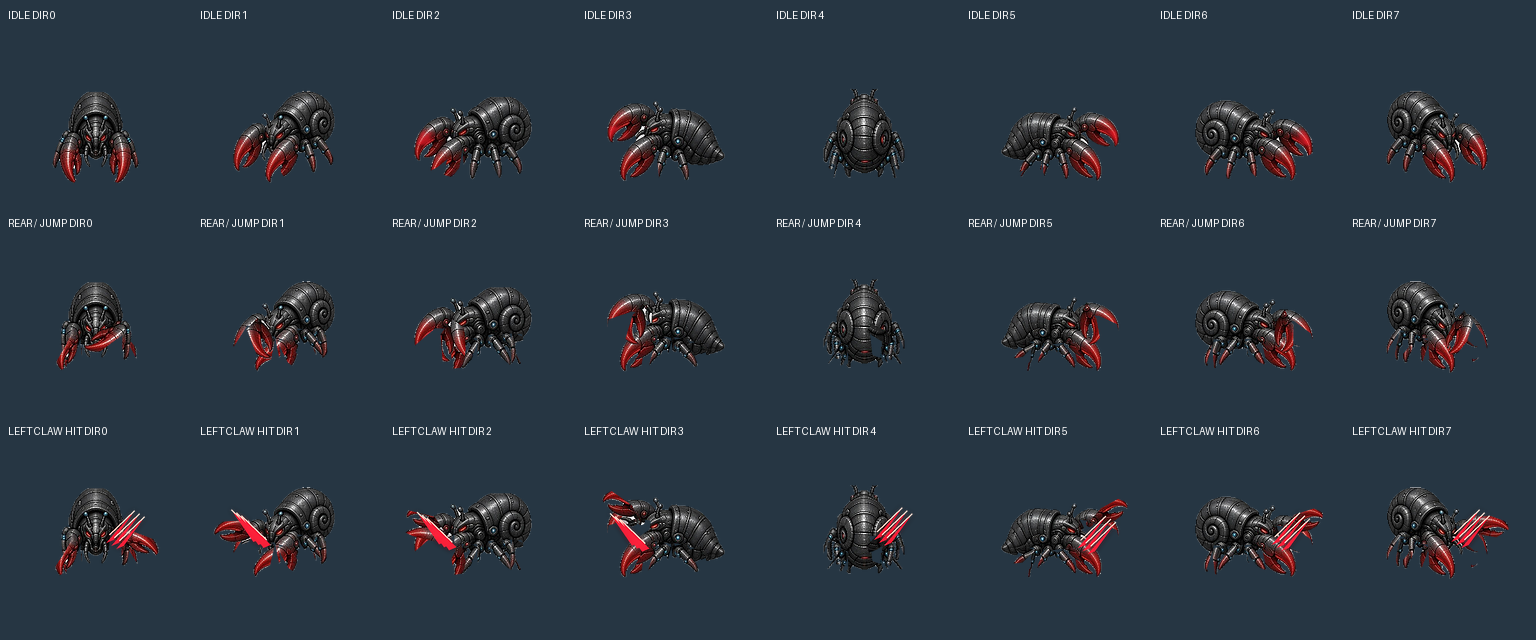 IDLE DIR0 IDLE DIR1 IDLE DIR2 IDLE DIR3 IDLE DIR4 IDLE DIR5 IDLE DIR6 IDLE DIR7
REAR / JUMP DIR0 REAR / JUMP DIR1 REAR / JUMP DIR2 REAR / JUMP DIR3 REAR / JUMP DIR4 REAR / JUMP DIR5 REAR / JUMP DIR6 REAR / JUMP DIR7
LEFTCLAW HIT DIR0 LEFTCLAW HIT DIR1 LEFTCLAW HIT DIR2 LEFTCLAW HIT DIR3 LEFTCLAW HIT DIR4 LEFTCLAW HIT DIR5 LEFTCLAW HIT DIR6 LEFTCLAW HIT DIR7